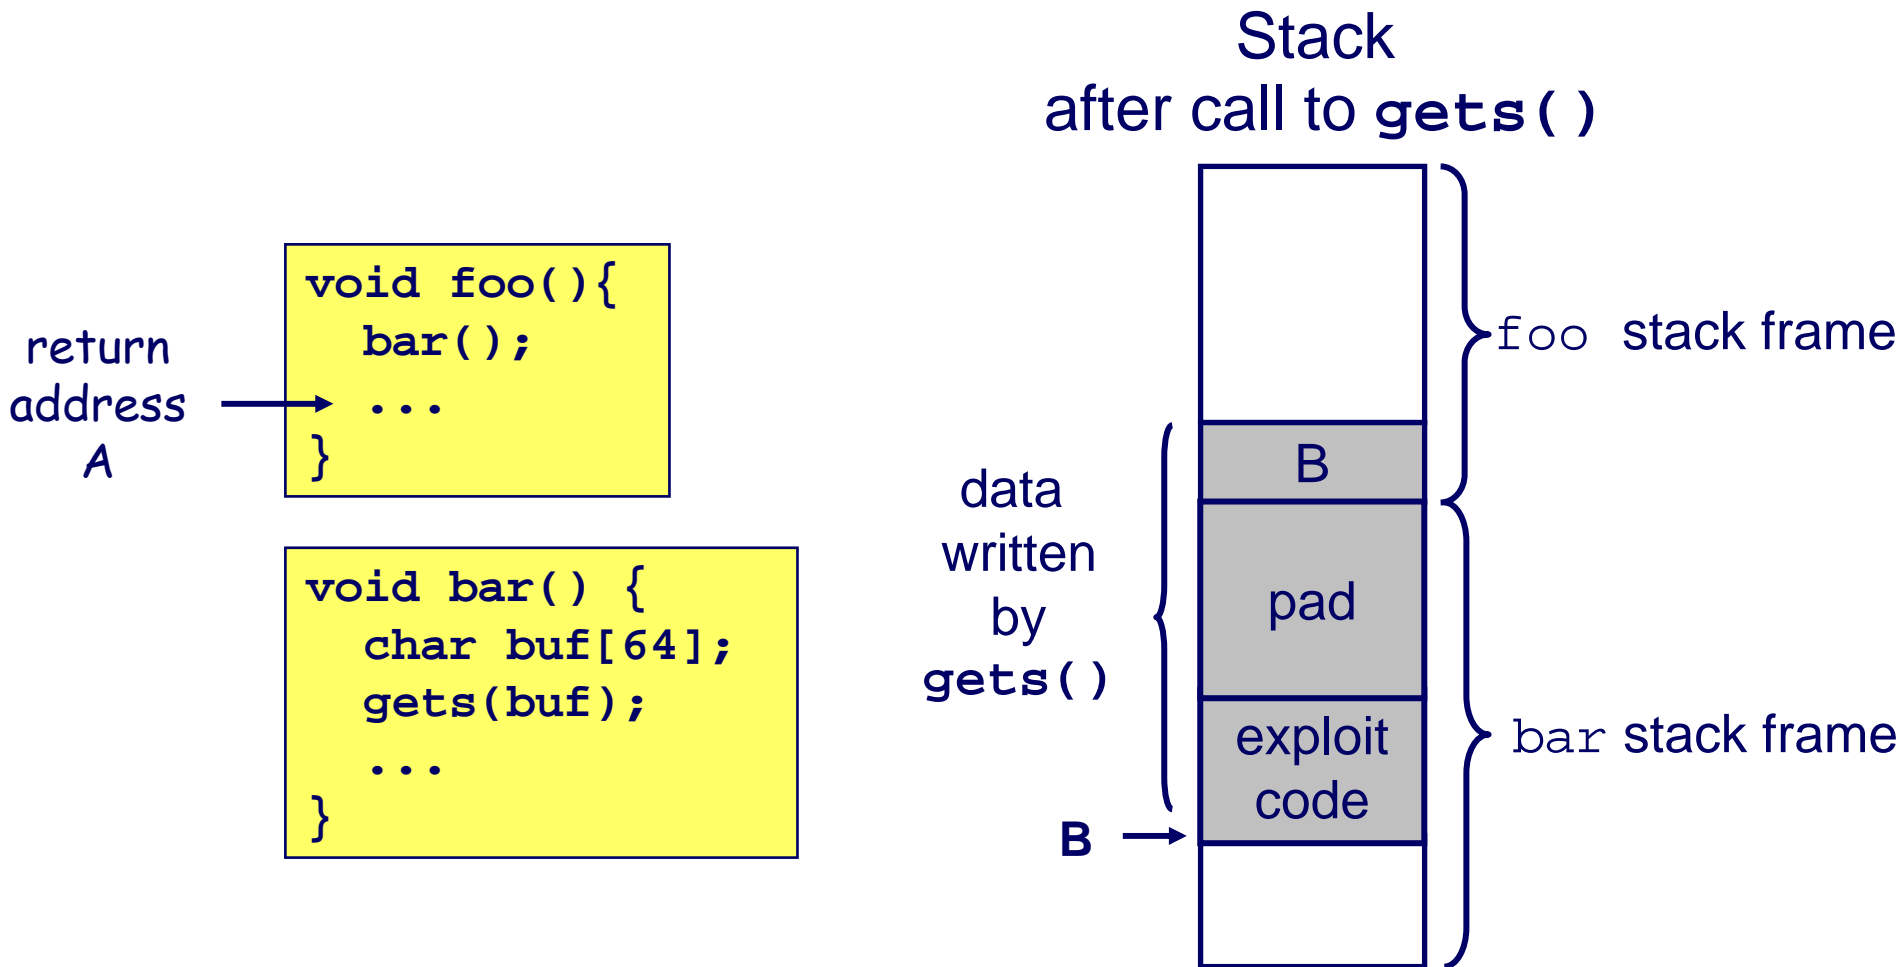 Stack
after call to gets()
void foo(){
bar();
...
}
return
address
A
foo stack frame
B
data
written
by
gets()
pad
void bar() {
char buf[64];
gets(buf);
...
}
exploit
code
bar stack frame
B